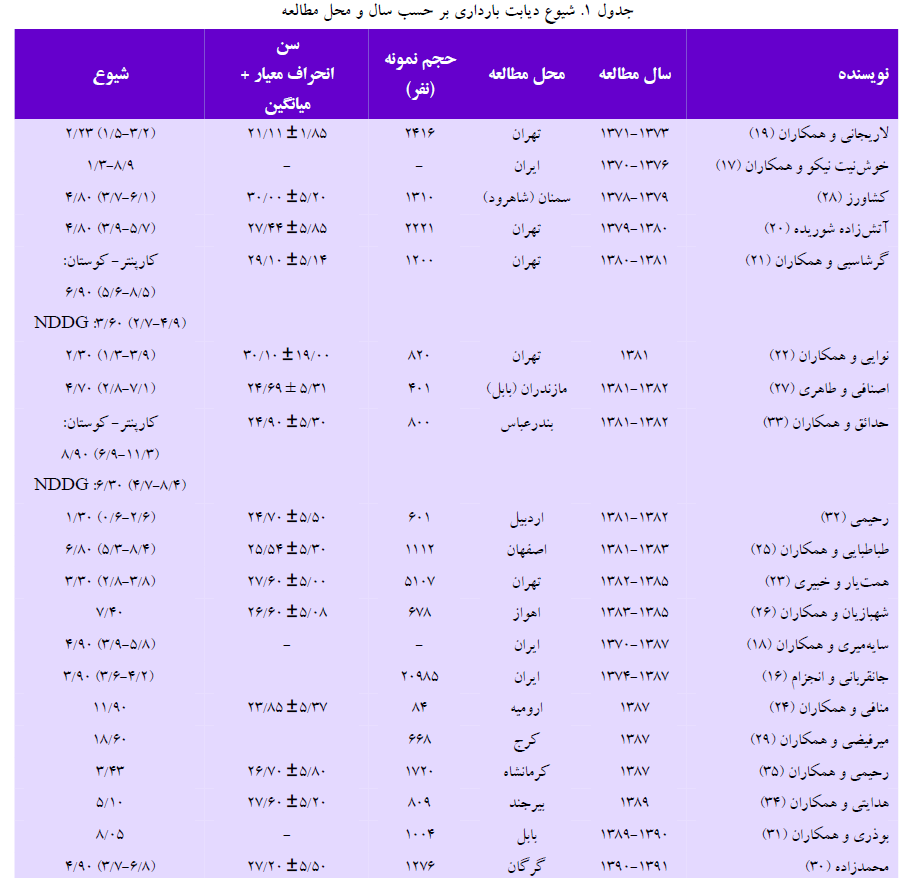 جدول ۱. شیوع دیابت بارداری بر حسب سال و محل مطالعه
نویسنده سال مطالعه محل مطالعه حجم نمونه (نفر) سن انحراف معیار + میانگین شیوع
لاریجانی و همکاران (۱۹) ۱۳۷۱-۱۳۷۳ تهران ۲۴۱۶ ۲۱/۱۱±۱/۸۵ ۲/۲۳ (۱/۵-۳/۲)
خوش‌نیت نیکو و همکاران (۱۷) ۱۳۷۰-۱۳۷۶ ایران - - ۱/۳-۸/۹
کشاورز (۲۸) ۱۳۷۸-۱۳۷۹ سمنان (شاهرود) ۱۳۱۰ ۳۰/۰۰±۵/۲۰ ۴/۸۰ (۳/۷-۶/۱)
آتش‌زاده شوریده (۲۰) ۱۳۷۹-۱۳۸۰ تهران ۲۲۲۱ ۲۷/۴۴±۵/۸۵ ۴/۸۰ (۳/۹-۵/۷)
گرشاسبی و همکاران (۲۱) ۱۳۸۰-۱۳۸۱ تهران ۱۲۰۰ ۲۹/۱۰±۵/۱۴ کارپنتر- کوستان:
۶/۹۰ (۵/۶-۸/۵)
NDDG :۳/۶۰ (۲/۷-۴/۹)
نوایی و همکاران (۲۲) ۱۳۸۱ تهران ۸۲۰ ۳۰/۱۰±۱۹/۰۰ ۲/۳۰ (۱/۳-۳/۹)
اصنافی و طاهری (۲۷) ۱۳۸۱-۱۳۸۲ مازندران (بابل) ۴۰۱ ۲۴/۶۹±۵/۳۱ ۴/۷۰ (۲/۸-۷/۱)
حدائق و همکاران (۳۳) ۱۳۸۱-۱۳۸۲ بندرعباس ۸۰۰ ۲۴/۹۰±۵/۳۰ کارپنتر- کوستان:
۸/۹۰ (۶/۹-۱۱/۳)
NDDG :۶/۳۰ (۴/۷-۸/۴)
رحیمی (۳۲) ۱۳۸۱-۱۳۸۲ اردبیل ۶۰۱ ۲۴/۷۰±۵/۵۰ ۱/۳۰ (۰/۶-۲/۶)
طباطبایی و همکاران (۲۵) ۱۳۸۱-۱۳۸۳ اصفهان ۱۱۱۲ ۲۵/۵۴±۵/۳۰ ۶/۸۰ (۵/۳-۸/۴)
همت‌یار و خبیری (۲۳) ۱۳۸۲-۱۳۸۵ تهران ۵۱۰۷ ۲۷/۶۰±۵/۰۰ ۳/۳۰ (۲/۸-۳/۸)
شهبازیان و همکاران (۲۶) ۱۳۸۳-۱۳۸۵ اهواز ۶۷۸ ۲۶/۶۰±۵/۰۸ ۷/۴۰
سایه‌میری و همکاران (۱۸) ۱۳۷۰-۱۳۸۷ ایران - - ۴/۹۰ (۳/۹-۵/۸)
جانقربانی و انجزام (۱۶) ۱۳۷۴-۱۳۸۷ ایران ۲۰۹۸۵ ۳/۹۰ (۳/۶-۴/۲)
منافی و همکاران (۲۴) ۱۳۸۷ ارومیه ۸۴ ۲۳/۸۵±۵/۳۷ ۱۱/۹۰
میرفیضی و همکاران (۲۹) ۱۳۸۷ کرج ۶۶۸ ۱۸/۶۰
رحیمی و همکاران (۳۵) ۱۳۸۷ کرمانشاه ۱۷۲۰ ۲۶/۷۰±۵/۸۰ ۳/۴۳
هدایتی و همکاران (۳۴) ۱۳۸۹ بیرجند ۸۰۹ ۲۷/۶۰±۵/۲۰ ۵/۱۰
بوذری و همکاران (۳۱) ۱۳۸۹-۱۳۹۰ بابل ۱۰۰۴ - ۸/۰۵
محمدزاده (۳۰) ۱۳۹۰-۱۳۹۱ گرگان ۱۲۷۶ ۲۷/۲۰±۵/۵۰ ۴/۹۰ (۳/۷-۶/۸)